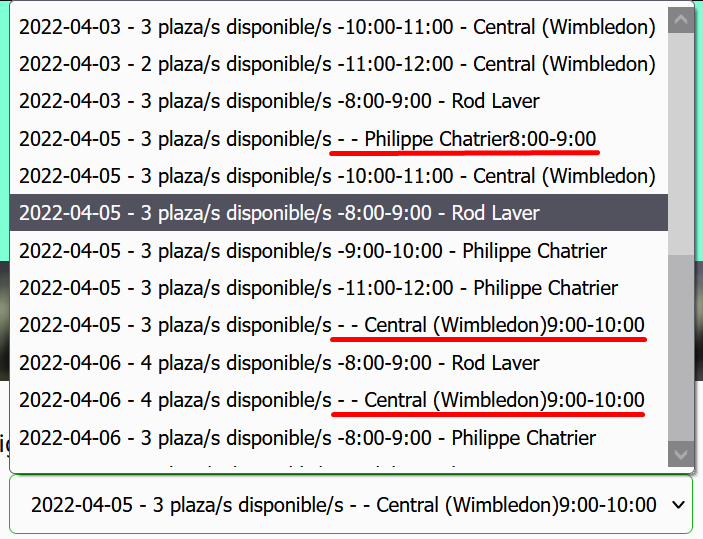 2022-04-03 - 3 plaza/s disponible/s -10:00-11:00 - Central (Wimbledon)
2022-04-03 - 2 plaza/s disponible/s -11:00-12:00 - Central (Wimbledon)
2022-04-03 - 3 plaza/s disponible/s -8:00-9:00 - Rod Laver
2022-04-05 - 3 plaza/s disponible/s - - Philippe Chatrier8:00-9:00
2022-04-05 - 3 plaza/s disponible/s -10:00-11:00 - Central (Wimbledon)
2022-04-05 - 3 plaza/s disponible/s -8:00-9:00 - Rod Laver
2022-04-05 - 3 plaza/s disponible/s -9:00-10:00 - Philippe Chatrier
2022-04-05 - 3 plaza/s disponible/s -11:00-12:00 - Philippe Chatrier
2022-04-05 - 3 plaza/s disponible/s - - Central (Wimbledon)9:00-10:00
2022-04-06 - 4 plaza/s disponible/s -8:00-9:00 - Rod Laver
2022-04-06 - 4 plaza/s disponible/s - - Central (Wimbledon)9:00-10:00
2022-04-06 - 3 plaza/s disponible/s -8:00-9:00 - Philippe Chatrier
2022-04-05 - 3 plaza/s disponible/s - - Central (Wimbledon)9:00-10:00